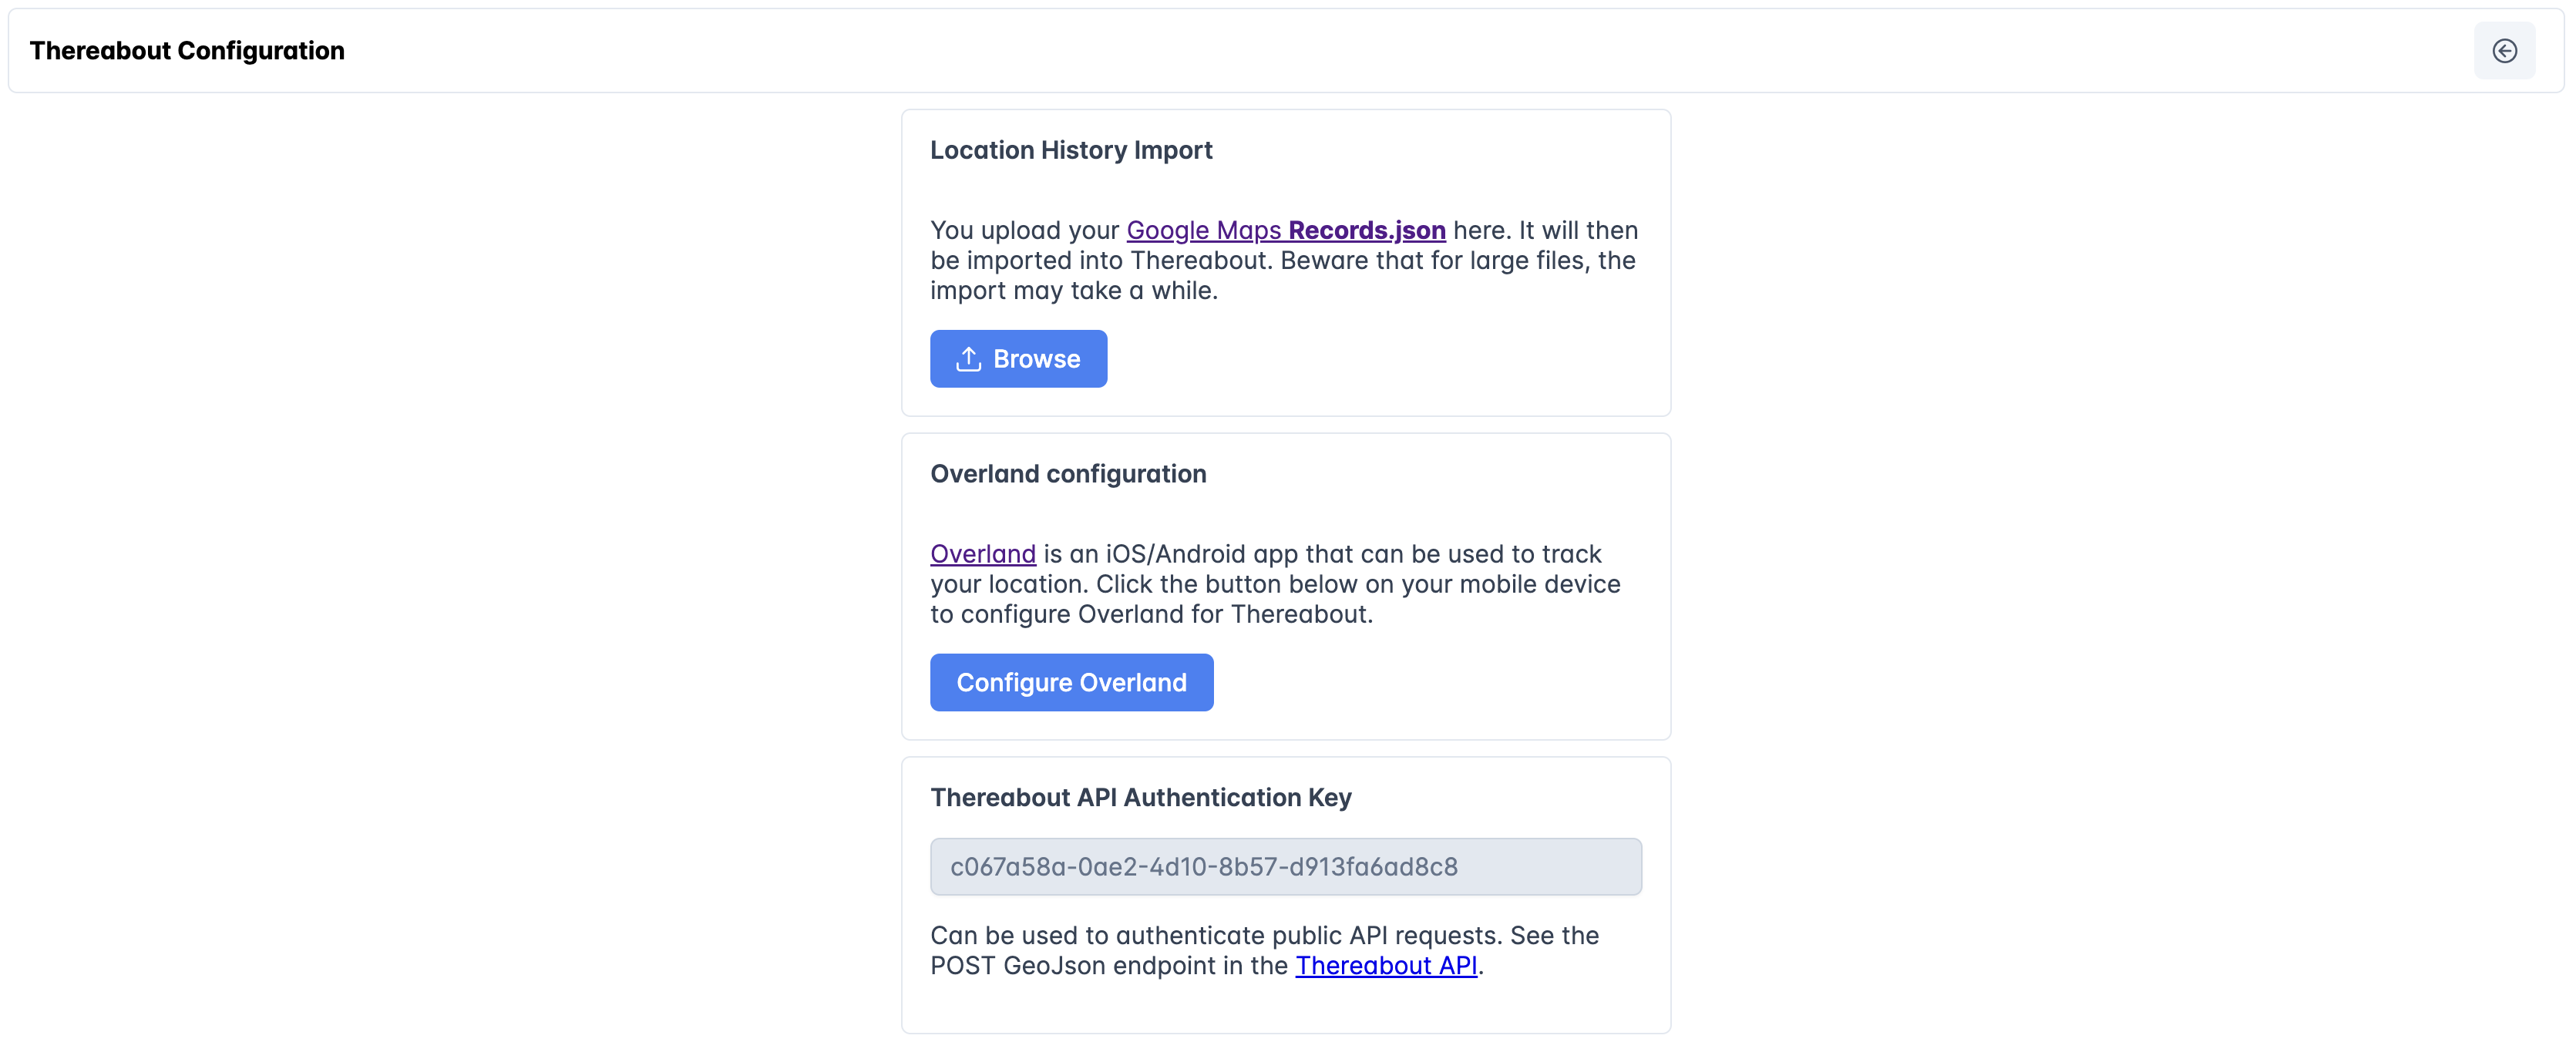 Thereabout Configuration
Location History Import
You upload your Google Maps Records.json here. It will then
be imported into Thereabout. Beware that for large files, the
import may take a while.
Browse
Overland configuration
Overland is an iOS/Android app that can be used to track
your location. Click the button below on your mobile device
to configure Overland for Thereabout.
Configure Overland
Thereabout API Authentication Key
c067a58a-0ae2-4d10-8b57-d913fa6ad8c8
Can be used to authenticate public API requests. See the
POST GeoJson endpoint in the Thereabout API.